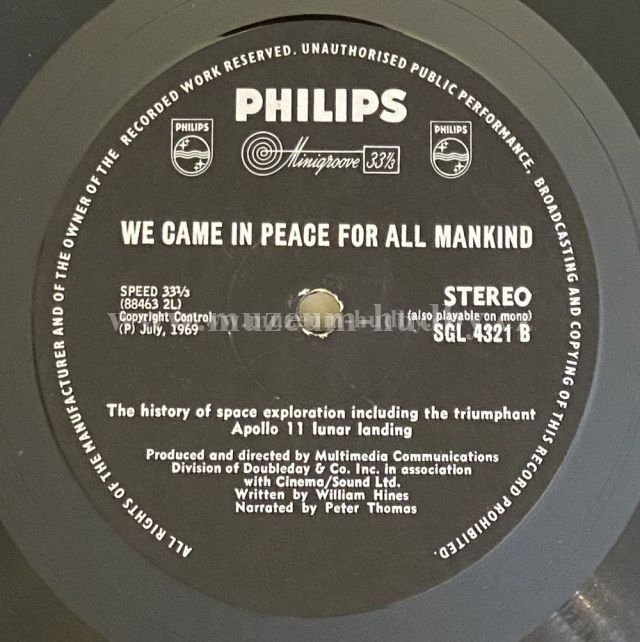 ALL RIGHTS OF THE MANUFACTURER AND OF THE OWNER OF THE RECORDED WORK RESERVED. UNAUTHORISED PUBLIC PERFORMANCE, BROADCASTING AND COPYING OF THIS RECORD PROHIBITED.
PHILIPS
PHILIPS
Minigroove 33⅓
PHILIPS
WE CAME IN PEACE FOR ALL MANKIND
SPEED 33⅓
(88463 2L)
Copyright Control
(P) July, 1969
STEREO
(also playable on mono)
SGL 4321 B
The history of space exploration including the triumphant
Apollo 11 lunar landing
Produced and directed by Multimedia Communications
Division of Doubleday & Co. Inc. in association
with Cinema/Sound Ltd.
Written by William Hines
Narrated by Peter Thomas